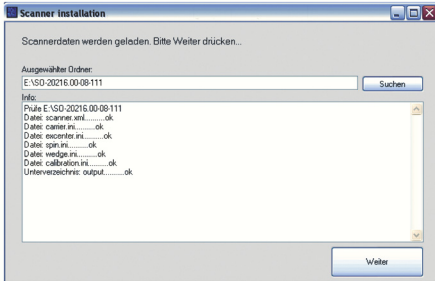 Scanner installation
Scannerdaten werden geladen. Bitte Weiter drücken...
Ausgewählter Ordner:
E:\SO-20216.00-08-111
Suchen
Info:
Prüfe E:\SO-20216.00-08-111
Datei: scanner.xml........ok
Datei: carrier.ini..........ok
Datei: excenter.ini.........ok
Datei: spin.ini..........ok
Datei: wedge.ini.........ok
Datei: calibration.ini.........ok
Unterverzeichnis: output..........ok
Weiter